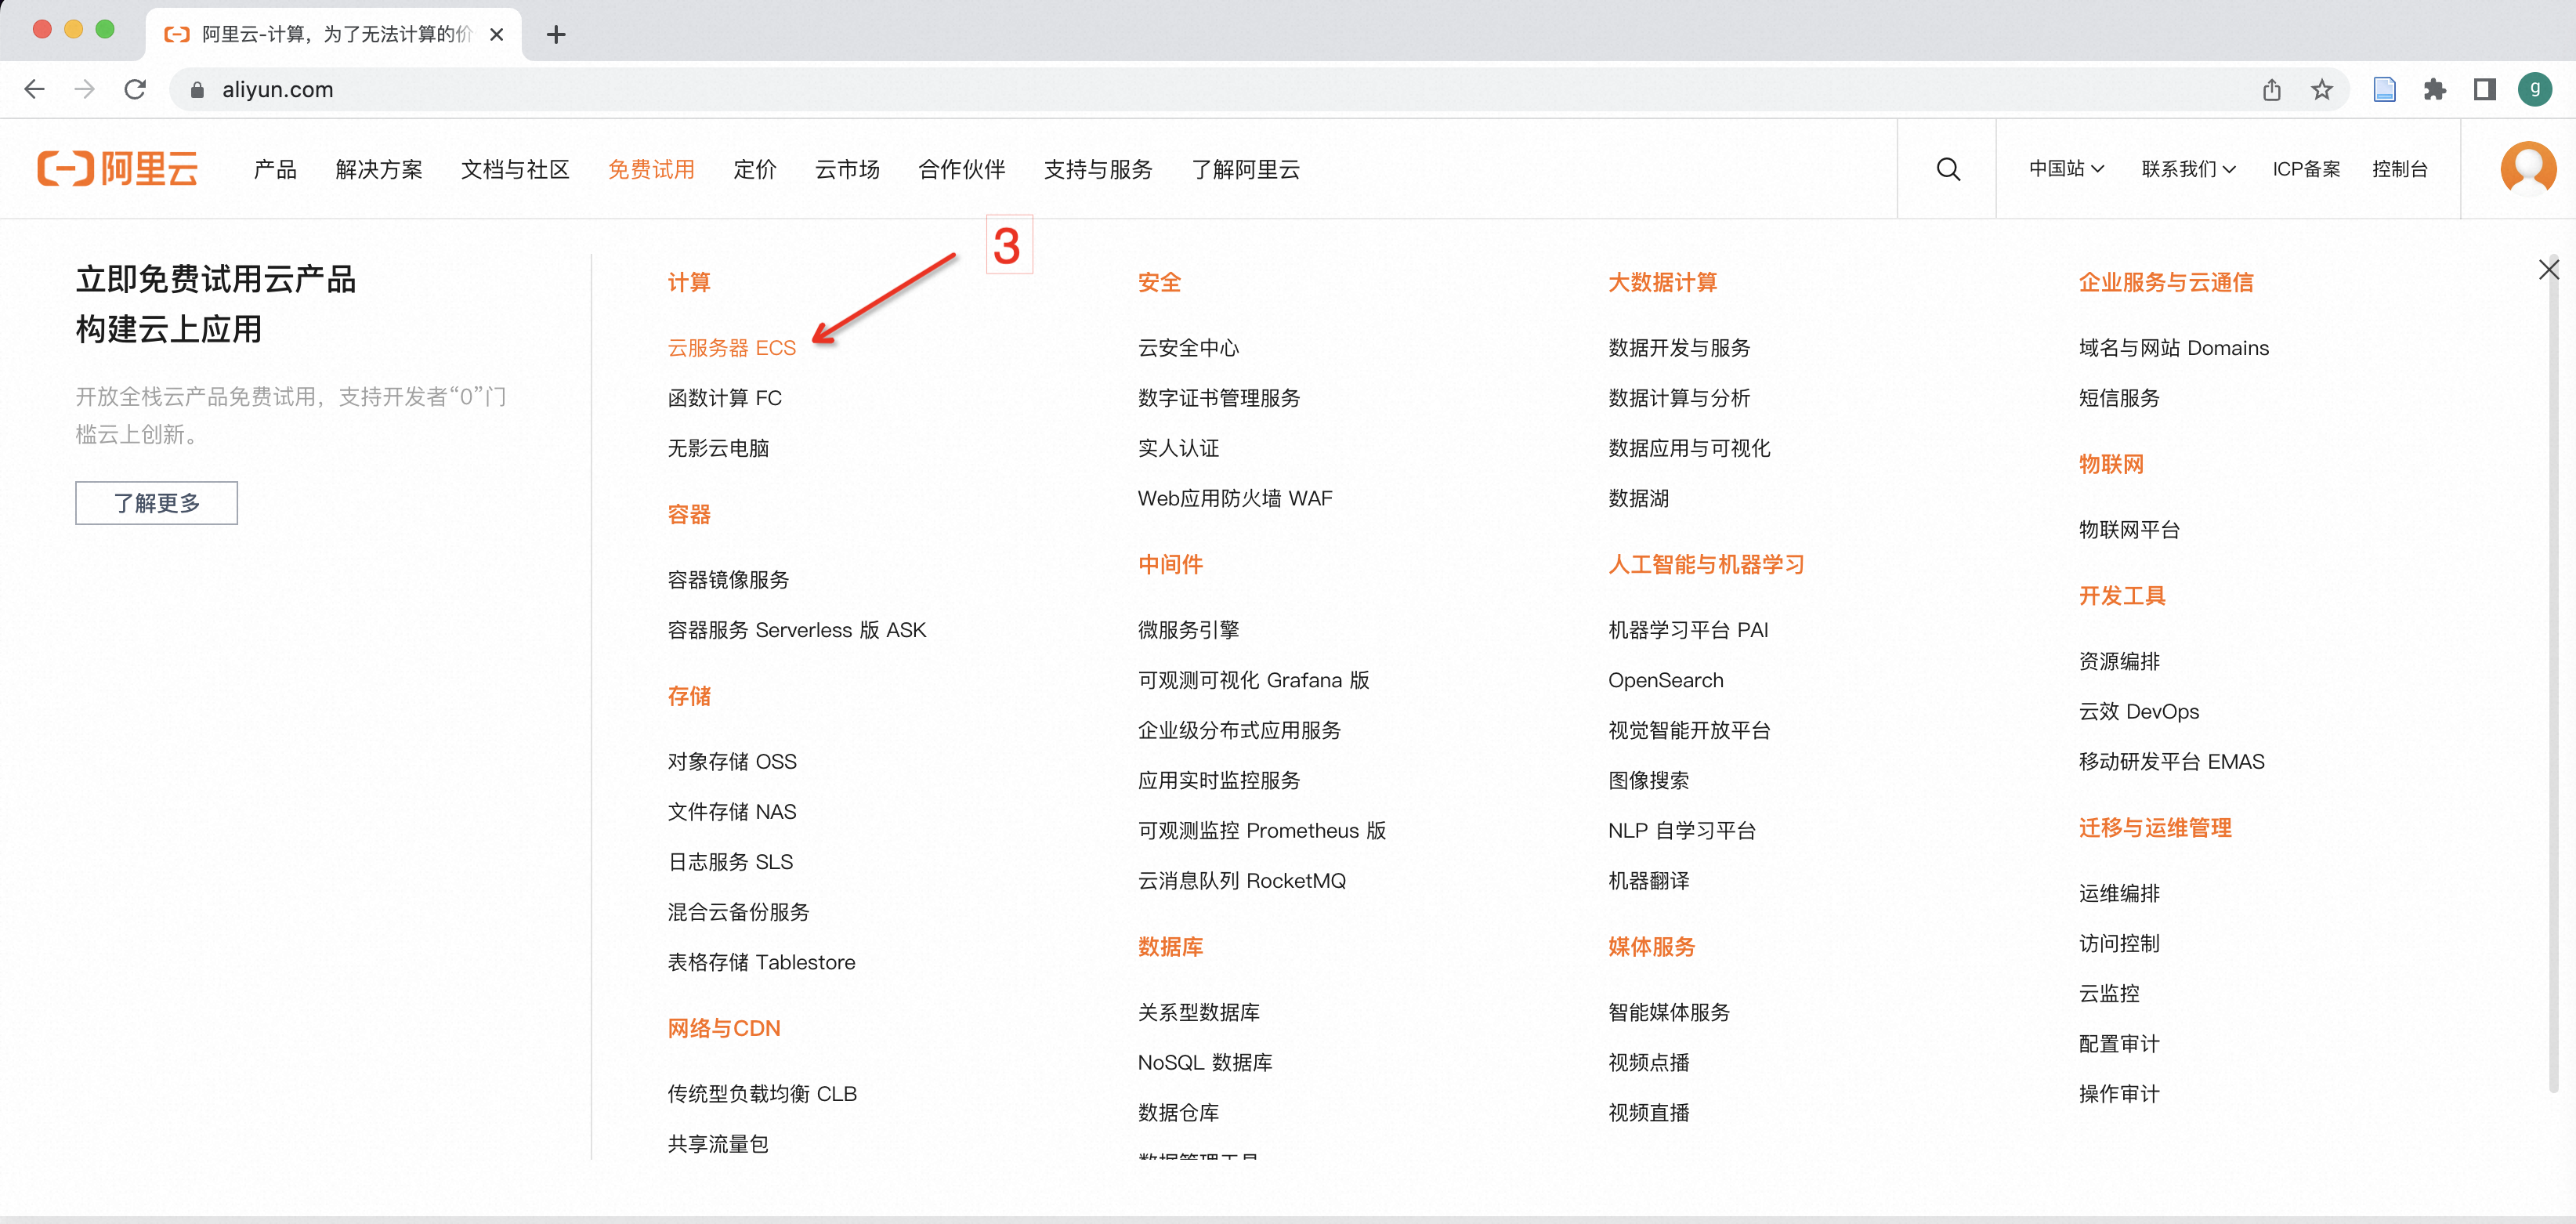 阿里云-计算，为了无法计算的价
aliyun.com
g
阿里云
产品
解决方案
文档与社区
免费试用
定价
云市场
合作伙伴
支持与服务
了解阿里云
中国站
联系我们
ICP备案
控制台
3
立即免费试用云产品
构建云上应用
开放全栈云产品免费试用，支持开发者“0”门
槛云上创新。
了解更多
计算
云服务器 ECS
函数计算 FC
无影云电脑
容器
容器镜像服务
容器服务 Serverless 版 ASK
存储
对象存储 OSS
文件存储 NAS
日志服务 SLS
混合云备份服务
表格存储 Tablestore
网络与CDN
传统型负载均衡 CLB
共享流量包
安全
云安全中心
数字证书管理服务
实人认证
Web应用防火墙 WAF
中间件
微服务引擎
可观测可视化 Grafana 版
企业级分布式应用服务
应用实时监控服务
可观测监控 Prometheus 版
云消息队列 RocketMQ
数据库
关系型数据库
NoSQL 数据库
数据仓库
数据管理工具
大数据计算
数据开发与服务
数据计算与分析
数据应用与可视化
数据湖
人工智能与机器学习
机器学习平台 PAI
OpenSearch
视觉智能开放平台
图像搜索
NLP 自学习平台
机器翻译
媒体服务
智能媒体服务
视频点播
视频直播
企业服务与云通信
域名与网站 Domains
短信服务
物联网
物联网平台
开发工具
资源编排
云效 DevOps
移动研发平台 EMAS
迁移与运维管理
运维编排
访问控制
云监控
配置审计
操作审计